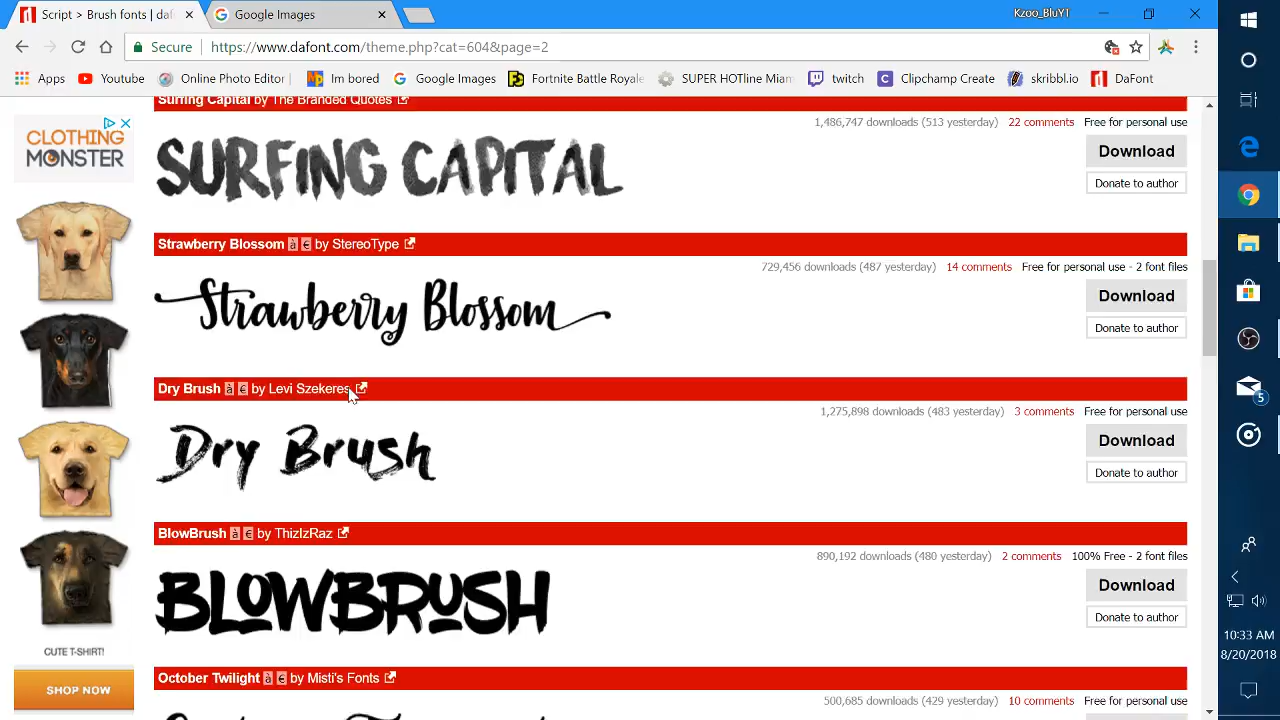 Script > Brush fonts | daf
Google Images
Kzoo_BluYT
Secure
https://www.dafont.com/theme.php?cat=604&page=2
Apps
Youtube
Online Photo Editor |
Im bored
Google Images
Fortnite Battle Royale
SUPERHOTline Miam
twitch
Clipchamp Create
skribbl.io
DaFont
Surfing Capital by The Branded Quotes
1,486,747 downloads (513 yesterday) 22 comments Free for personal use
SURFING CAPITAL
Download
Donate to author
CLOTHING
MONSTER
Strawberry Blossom à € by StereoType
729,456 downloads (487 yesterday) 14 comments Free for personal use - 2 font files
Strawberry Blossom
Download
Donate to author
Dry Brush à € by Levi Szekeres
1,275,898 downloads (483 yesterday) 3 comments Free for personal use
Dry Brush
Download
Donate to author
BlowBrush à € by ThizIzRaz
890,192 downloads (480 yesterday) 2 comments 100% Free - 2 font files
BLOWBRUSH
Download
Donate to author
CUTE T-SHIRT!
SHOP NOW
October Twilight à € by Misti's Fonts
500,685 downloads (429 yesterday) 10 comments Free for personal use
5
10:33 AM
8/20/2018